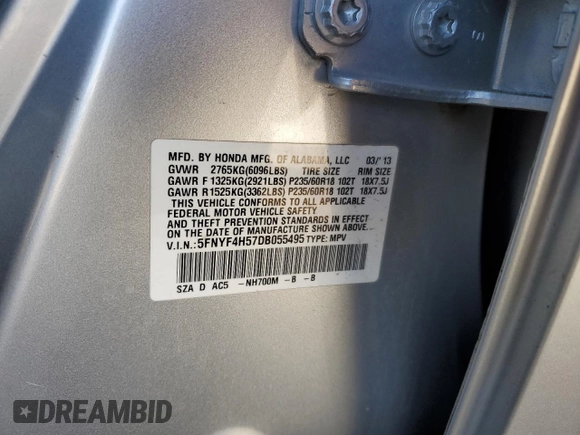 MFD. BY HONDA MFG. OF ALABAMA, LLC 03/'13
GVWR 2765KG(6096LBS) TIRE SIZE RIM SIZE
GAWR F 1325KG(2921LBS) P235/60R18 102T 18X7.5J
GAWR R 1525KG(3362LBS) P235/60R18 102T 18X7.5J
THIS VEHICLE CONFORMS TO ALL APPLICABLE
FEDERAL MOTOR VEHICLE SAFETY
AND THEFT PREVENTION STANDARDS IN EFFECT ON
THE DATE OF MANUFACTURE SHOWN ABOVE.
V.I.N.: 5FNYF4H57DB055495 TYPE: MPV
SZA D AC5 -NH700M -B -B
DREAMBID